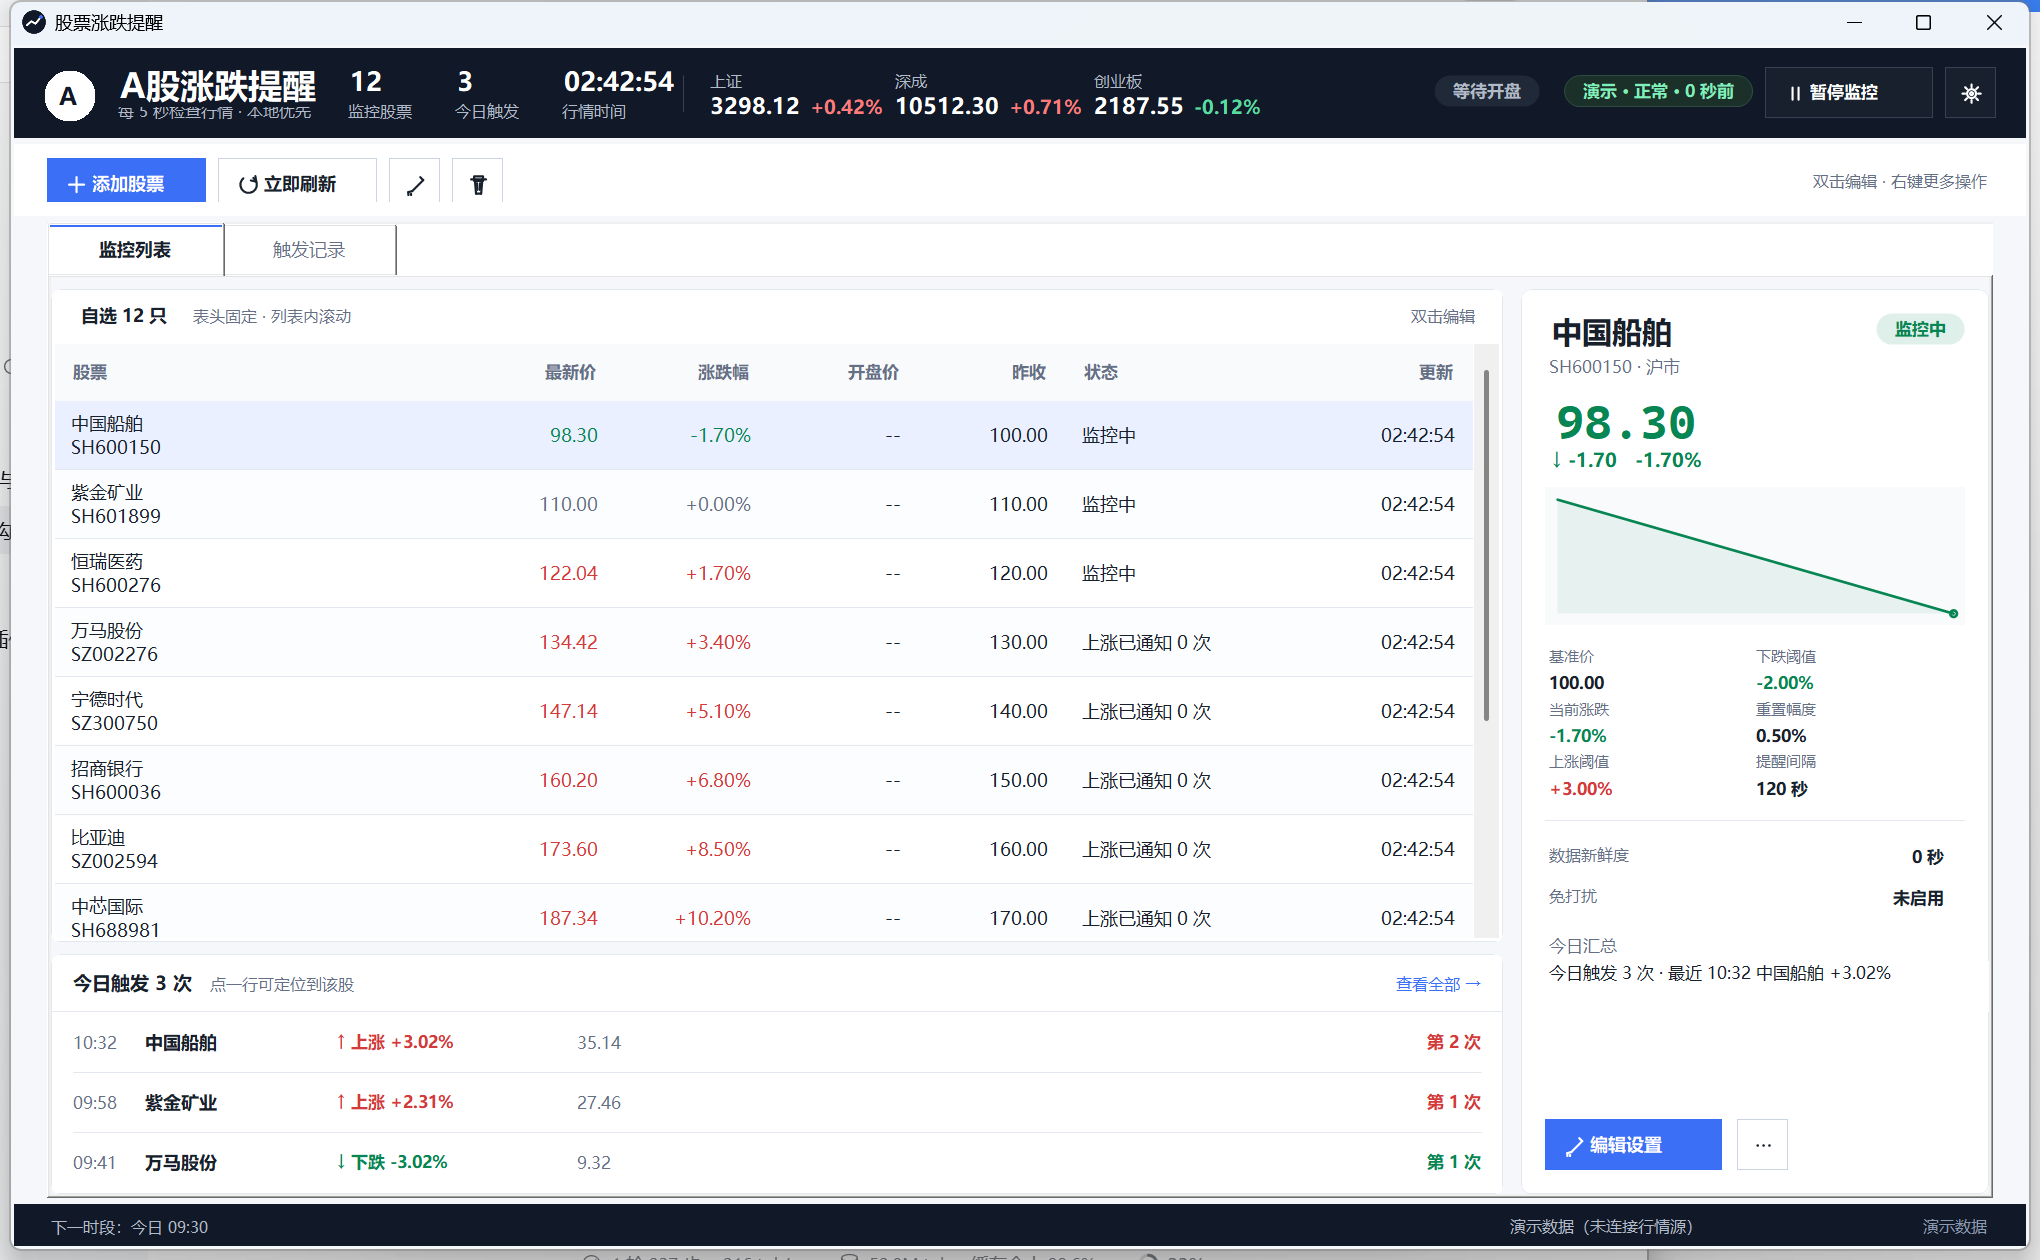 股票涨跌提醒
A
A股涨跌提醒
每 5 秒检查行情 · 本地优先
12
监控股票
3
今日触发
02:42:54
行情时间
上证
3298.12 +0.42%
深成
10512.30 +0.71%
创业板
2187.55 -0.12%
等待开盘
演示 • 正常 • 0 秒前
暂停监控
添加股票
立即刷新
双击编辑 · 右键更多操作
监控列表
触发记录
自选 12 只 表头固定 · 列表内滚动 双击编辑
股票 最新价 涨跌幅 开盘价 昨收 状态 更新
中国船舶
SH600150
98.30 -1.70% -- 100.00 监控中 02:42:54
紫金矿业
SH601899
110.00 +0.00% -- 110.00 监控中 02:42:54
恒瑞医药
SH600276
122.04 +1.70% -- 120.00 监控中 02:42:54
万马股份
SZ002276
134.42 +3.40% -- 130.00 上涨已通知 0 次 02:42:54
宁德时代
SZ300750
147.14 +5.10% -- 140.00 上涨已通知 0 次 02:42:54
招商银行
SH600036
160.20 +6.80% -- 150.00 上涨已通知 0 次 02:42:54
比亚迪
SZ002594
173.60 +8.50% -- 160.00 上涨已通知 0 次 02:42:54
中芯国际
SH688981
187.34 +10.20% -- 170.00 上涨已通知 0 次 02:42:54
今日触发 3 次 点一行可定位到该股 查看全部 →
10:32 中国船舶 ↑ 上涨 +3.02% 35.14 第 2 次
09:58 紫金矿业 ↑ 上涨 +2.31% 27.46 第 1 次
09:41 万马股份 ↓ 下跌 -3.02% 9.32 第 1 次
中国船舶
监控中
SH600150 · 沪市
98.30
↓ -1.70 -1.70%
基准价 下跌阈值
100.00 -2.00%
当前涨跌 重置幅度
-1.70% 0.50%
上涨阈值 提醒间隔
+3.00% 120 秒
数据新鲜度 0 秒
免打扰 未启用
今日汇总
今日触发 3 次 · 最近 10:32 中国船舶 +3.02%
编辑设置
...
下一时段：今日 09:30
演示数据（未连接行情源）
演示数据